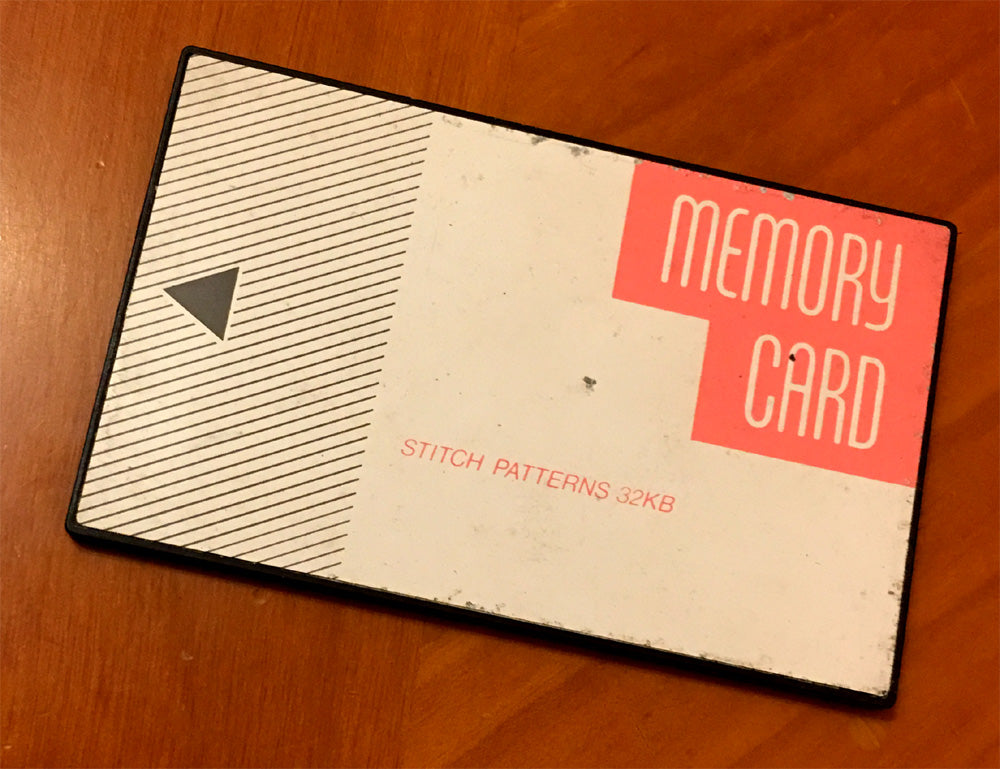 MEMORY
CARD
STITCH PATTERNS 32KB